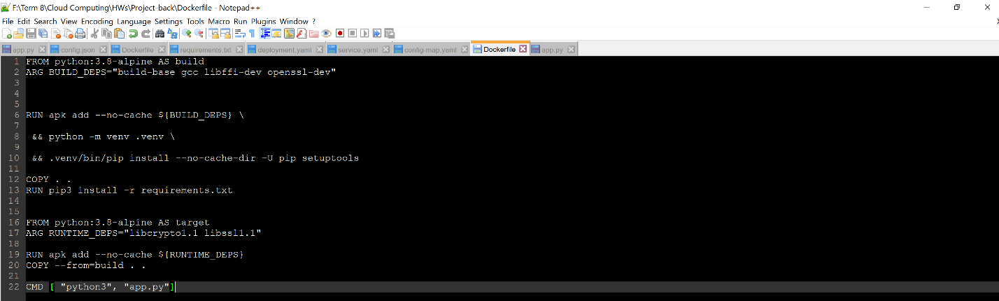 F:\Term 8\Cloud Computing\HWs\Project-back\Dockerfile - Notepad++
File Edit Search View Encoding Language Settings Tools Macro Run Plugins Window ?
app.py config.json Dockerfile requirements.txt deployment.yaml service.yaml config-map.yaml Dockerfile app.py
1 FROM python:3.8-alpine AS build
2 ARG BUILD_DEPS="build-base gcc libffi-dev openssl-dev"
3
4
5
6 RUN apk add --no-cache ${BUILD_DEPS} \
7
8 && python -m venv .venv \
9
10 && .venv/bin/pip install --no-cache-dir -U pip setuptools
11
12 COPY . .
13 RUN pip3 install -r requirements.txt
14
15
16 FROM python:3.8-alpine AS target
17 ARG RUNTIME_DEPS="libcrypto1.1 libssl1.1"
18
19 RUN apk add --no-cache ${RUNTIME_DEPS}
20 COPY --from=build . .
21
22 CMD [ "python3", "app.py"]